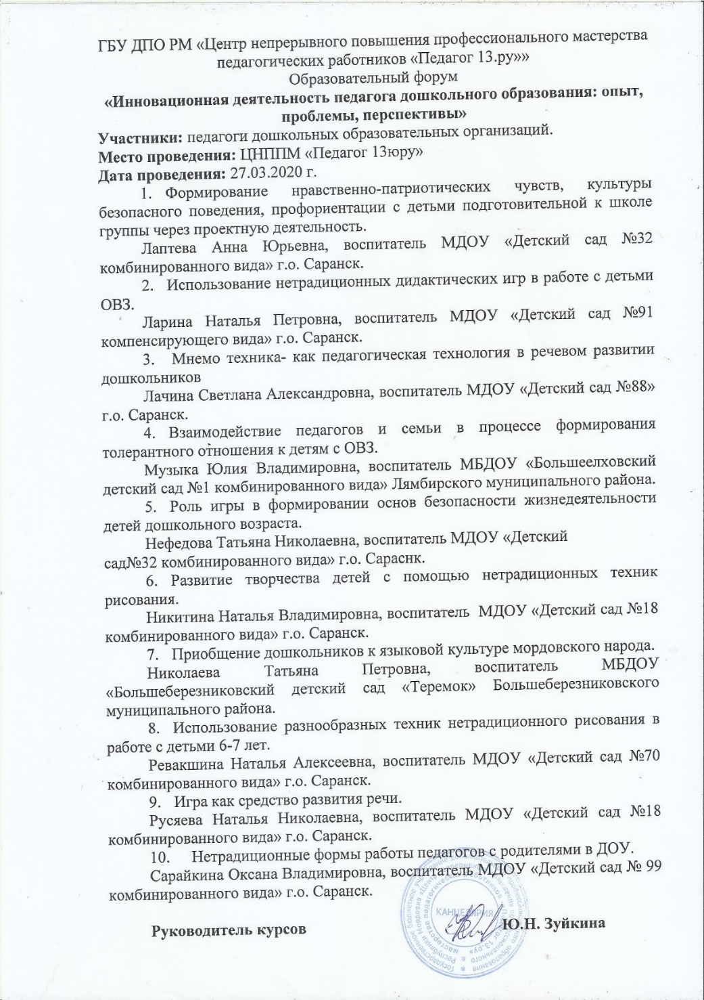 ГБУ ДПО РМ «Центр непрерывного повышения профессионального мастерства
педагогических работников «Педагог 13.ру»»
Образовательный форум
«Инновационная деятельность педагога дошкольного образования: опыт,
проблемы, перспективы»
Участники: педагоги дошкольных образовательных организаций.
Место проведения: ЦНППМ «Педагог 13юру»
Дата проведения: 27.03.2020 г.
1. Формирование нравственно-патриотических чувств, культуры
безопасного поведения, профориентации с детьми подготовительной к школе
группы через проектную деятельность.
Лаптева Анна Юрьевна, воспитатель МДОУ «Детский сад №32
комбинированного вида» г.о. Саранск.
2. Использование нетрадиционных дидактических игр в работе с детьми
ОВЗ.
Ларина Наталья Петровна, воспитатель МДОУ «Детский сад №91
компенсирующего вида» г.о. Саранск.
3. Мнемо техника- как педагогическая технология в речевом развитии
дошкольников
Лачина Светлана Александровна, воспитатель МДОУ «Детский сад №88»
г.о. Саранск.
4. Взаимодействие педагогов и семьи в процессе формирования
толерантного отношения к детям с ОВЗ.
Музыка Юлия Владимировна, воспитатель МБДОУ «Большеелховский
детский сад №1 комбинированного вида» Лямбирского муниципального района.
5. Роль игры в формировании основ безопасности жизнедеятельности
детей дошкольного возраста.
Нефедова Татьяна Николаевна, воспитатель МДОУ «Детский
сад№32 комбинированного вида» г.о. Сараснк.
6. Развитие творчества детей с помощью нетрадиционных техник
рисования.
Никитина Наталья Владимировна, воспитатель МДОУ «Детский сад №18
комбинированного вида» г.о. Саранск.
7. Приобщение дошкольников к языковой культуре мордовского народа.
Николаева Татьяна Петровна, воспитатель МБДОУ
«Большеберезниковский детский сад «Теремок» Большеберезниковского
муниципального района.
8. Использование разнообразных техник нетрадиционного рисования в
работе с детьми 6-7 лет.
Ревакшина Наталья Алексеевна, воспитатель МДОУ «Детский сад №70
комбинированного вида» г.о. Саранск.
9. Игра как средство развития речи.
Русяева Наталья Николаевна, воспитатель МДОУ «Детский сад №18
комбинированного вида» г.о. Саранск.
10. Нетрадиционные формы работы педагогов с родителями в ДОУ.
Сарайкина Оксана Владимировна, воспитатель МДОУ «Детский сад № 99
комбинированного вида» г.о. Саранск.
КАНЦЕЛЯРИЯ
Руководитель курсов Ю.Н. Зуйкина